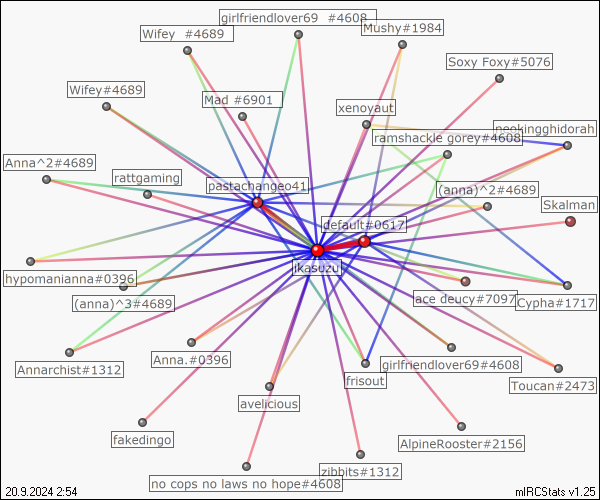 girlfriendlover69 #4608
Wifey #4689
Mushy#1984
Soxy Foxy#5076
Wifey#4689
Mad #6901
xenoyaut
pookingghidorah
ramshackle gorey#4608
Anna^2#4689
rattgaming
pastachangeo41
(anna)^2#4689
Skalman
default#0617
jkasuzu
hypomanianna#0396
(anna)^3#4689
ace deucy#7097
Cypha#1717
Annarchist#1312
Anna.#0396
frisout
girlfriendlover69#4608
Toucan#2473
avelicious
fakedingo
AlpineRooster#2156
zibbits#1312
no cops no laws no hope#4608
20.9.2024 2:54
mIRCStats v1.25